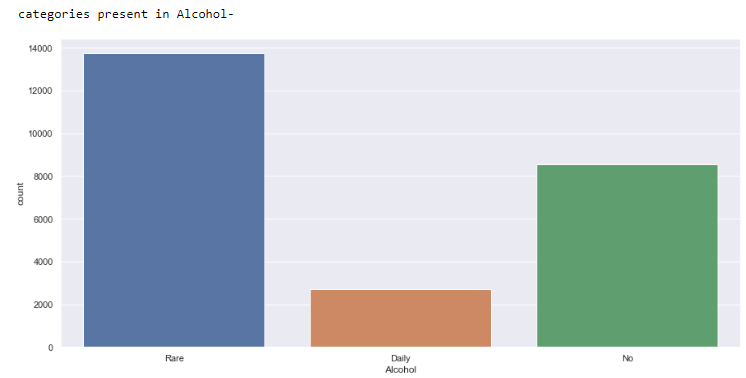 categories present in Alcohol-
14000
12000
10000
8000
6000
4000
2000
0
count
Rare
Daily
No
Alcohol